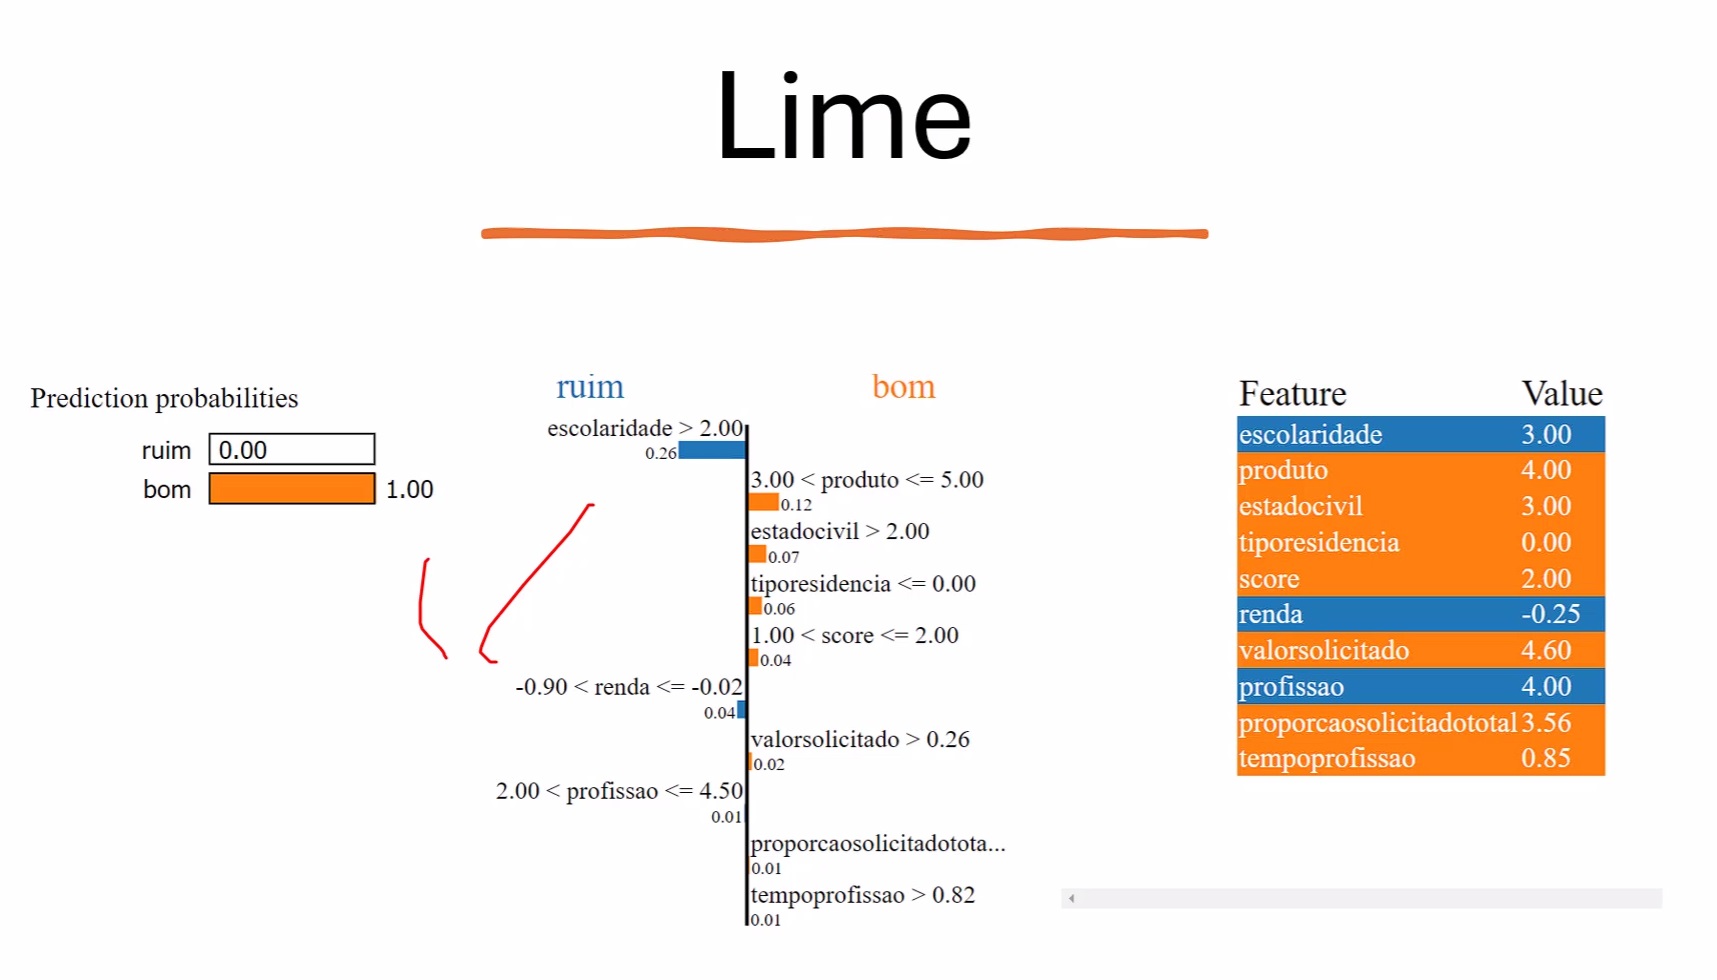 Lime
Prediction probabilities
ruim 0.00
bom 1.00
ruim bom
escolaridade > 2.00
0.26
3.00 < produto <= 5.00
0.12
estadocivil > 2.00
0.07
tiporesidencia <= 0.00
0.06
1.00 < score <= 2.00
0.04
-0.90 < renda <= -0.02
0.04
valorsolicitado > 0.26
0.02
2.00 < profissao <= 4.50
0.01
proporcaosolicitadotota...
0.01
tempoprofissao > 0.82
0.01
Feature Value
escolaridade 3.00
produto 4.00
estadocivil 3.00
tiporesidencia 0.00
score 2.00
renda -0.25
valorsolicitado 4.60
profissao 4.00
proporcaosolicitadototal 3.56
tempoprofissao 0.85